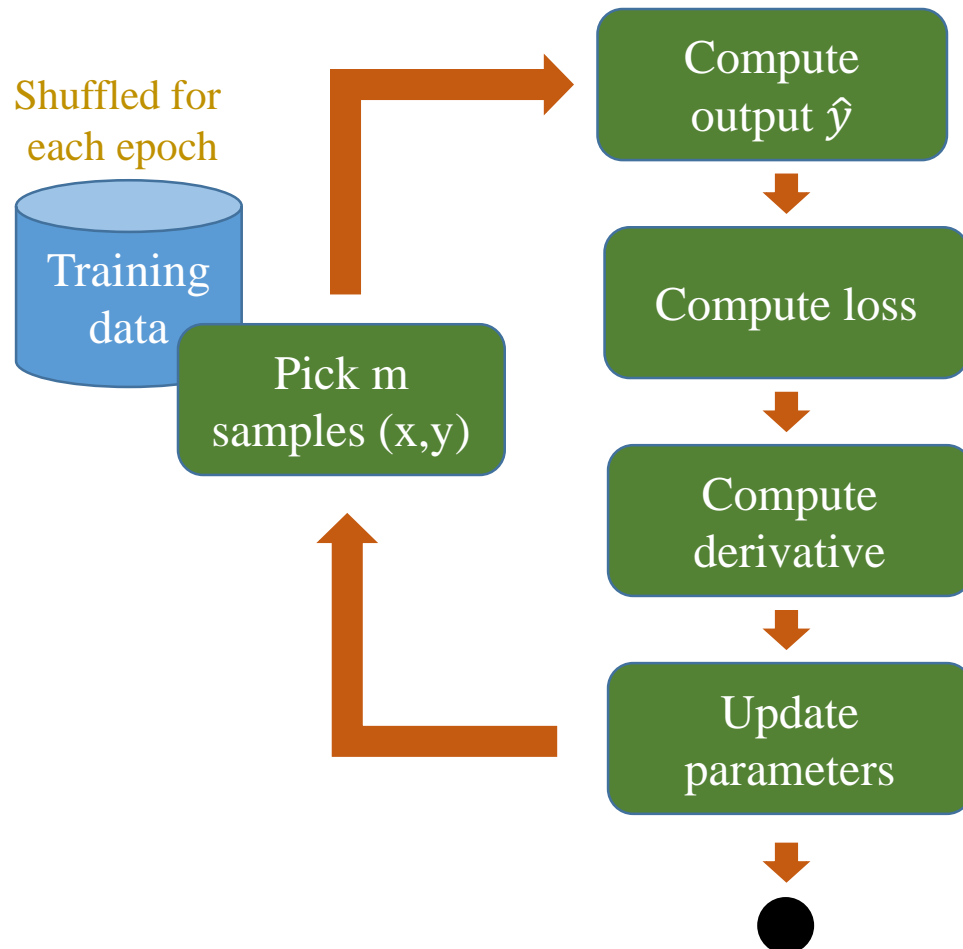 Shuffled for
each epoch
Training
data
Pick m
samples (x,y)
Compute
output ŷ
Compute loss
Compute
derivative
Update
parameters